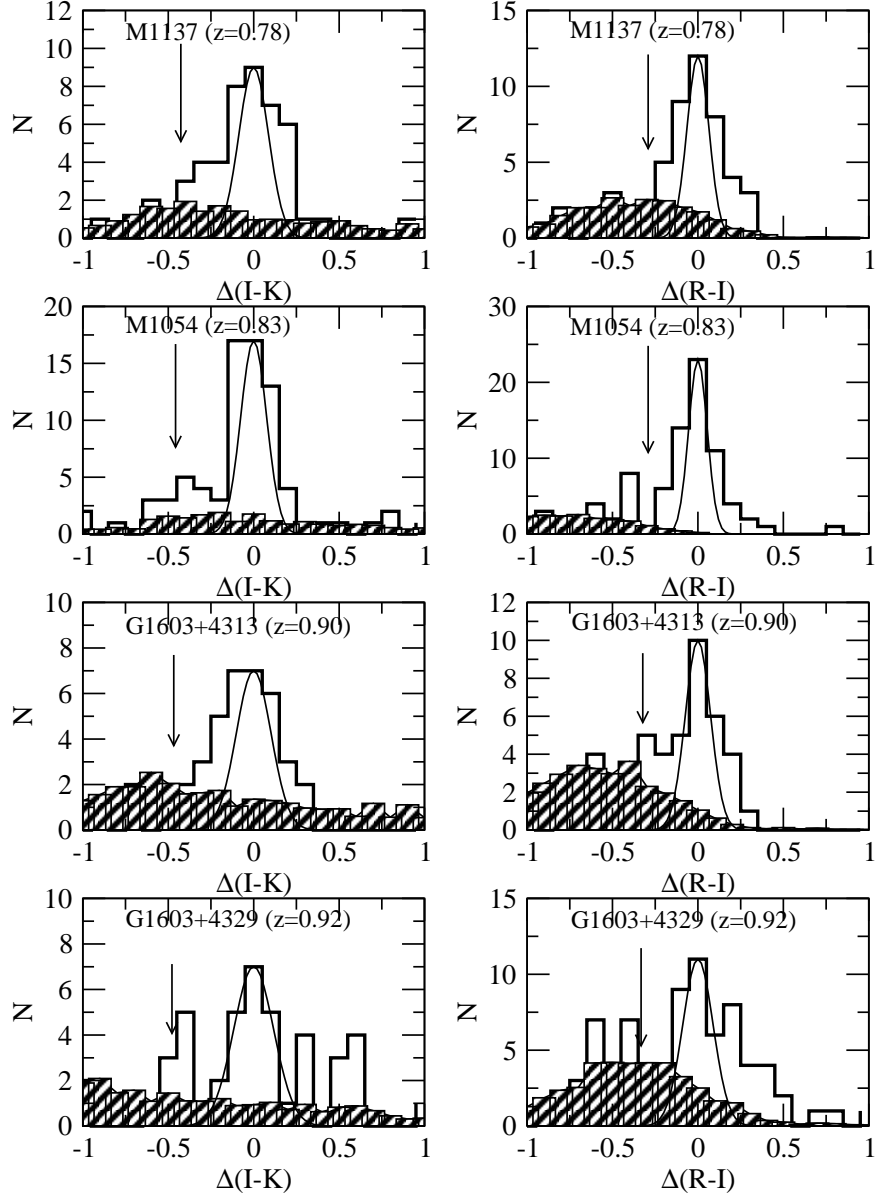 12
10
8
6
4
2
0
N
M1137 (z=0.78)
-1 -0.5 0 0.5 1
Δ(I-K)
15
10
5
0
N
M1137 (z=0.78)
-1 -0.5 0 0.5 1
Δ(R-I)
20
15
10
5
0
N
M1054 (z=0.83)
-1 -0.5 0 0.5 1
Δ(I-K)
30
20
10
0
N
M1054 (z=0.83)
-1 -0.5 0 0.5 1
Δ(R-I)
10
8
6
4
2
0
N
G1603+4313 (z=0.90)
-1 -0.5 0 0.5 1
Δ(I-K)
12
10
8
6
4
2
0
N
G1603+4313 (z=0.90)
-1 -0.5 0 0.5 1
Δ(R-I)
10
8
6
4
2
0
N
G1603+4329 (z=0.92)
-1 -0.5 0 0.5 1
Δ(I-K)
15
10
5
0
N
G1603+4329 (z=0.92)
-1 -0.5 0 0.5 1
Δ(R-I)